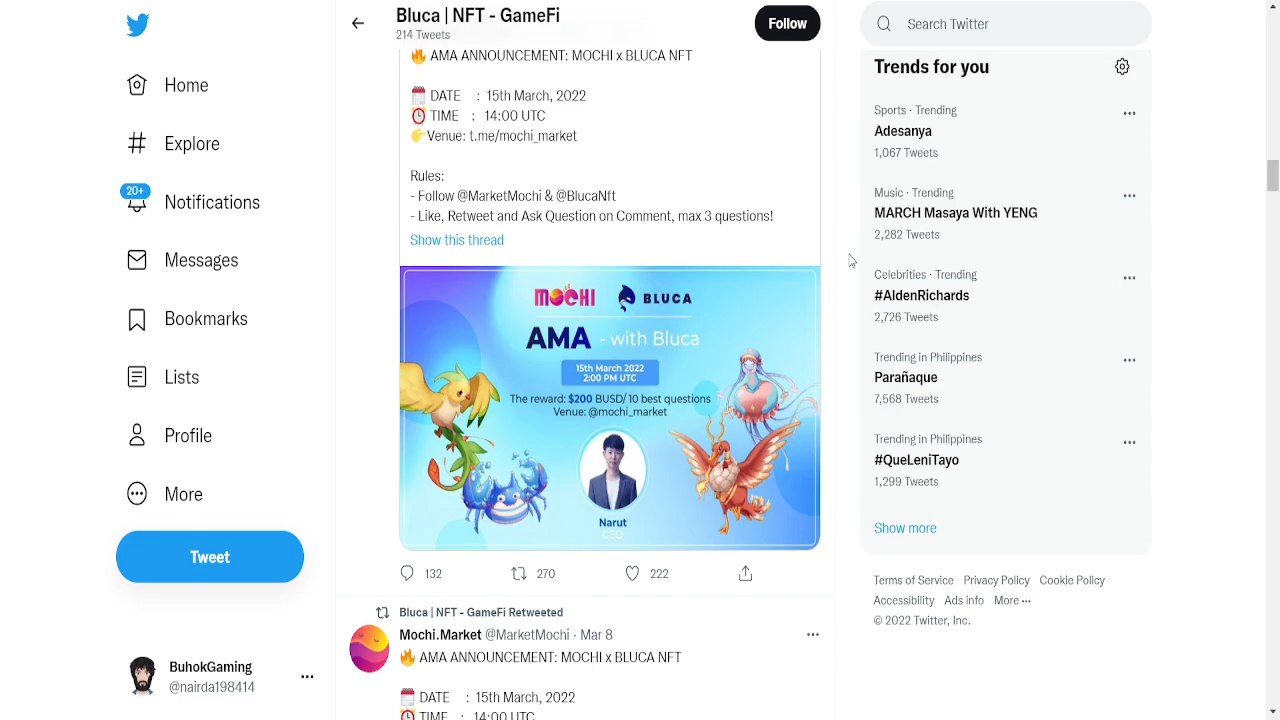 Home
Explore
20+
Notifications
Messages
Bookmarks
Lists
Profile
More
Tweet
BuhokGaming
@nairda198414
Bluca | NFT - GameFi
214 Tweets
Follow
🔥 AMA ANNOUNCEMENT: MOCHI x BLUCA NFT
📅 DATE : 15th March, 2022
⏰ TIME : 14:00 UTC
👉Venue: t.me/mochi_market
Rules:
- Follow @MarketMochi & @BlucaNft
- Like, Retweet and Ask Question on Comment, max 3 questions!
Show this thread
MOCHI BLUCA
AMA - with Bluca
15th March 2022
2:00 PM UTC
The reward: $200 BUSD/ 10 best questions
Venue: @mochi_market
Narut
CEO
132 270 222
Bluca | NFT - GameFi Retweeted
Mochi.Market @MarketMochi · Mar 8
🔥 AMA ANNOUNCEMENT: MOCHI x BLUCA NFT
📅 DATE : 15th March, 2022
⏰ TIME : 14:00 UTC
Search Twitter
Trends for you
Sports · Trending
Adesanya
1,067 Tweets
Music · Trending
MARCH Masaya With YENG
2,282 Tweets
Celebrities · Trending
#AldenRichards
2,726 Tweets
Trending in Philippines
Parañaque
7,568 Tweets
Trending in Philippines
#QueLeniTayo
1,299 Tweets
Show more
Terms of Service Privacy Policy Cookie Policy
Accessibility Ads info More ···
© 2022 Twitter, Inc.